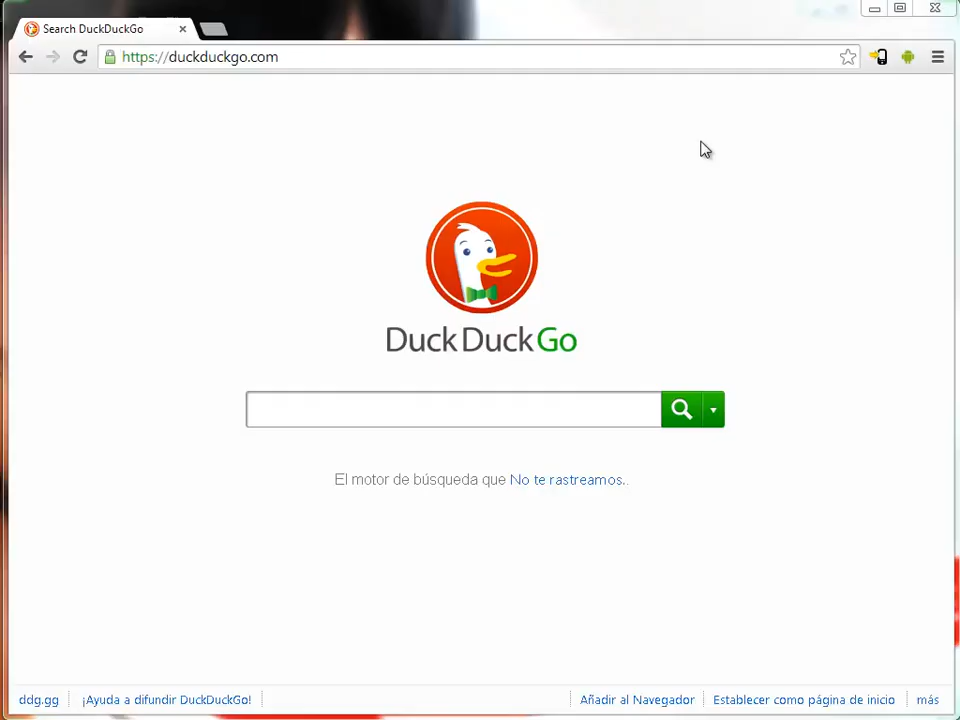 Search DuckDuckGo
https://duckduckgo.com
DuckDuckGo
El motor de búsqueda que No te rastreamos..
ddg.gg
¡Ayuda a difundir DuckDuckGo!
Añadir al Navegador
Establecer como página de inicio
más